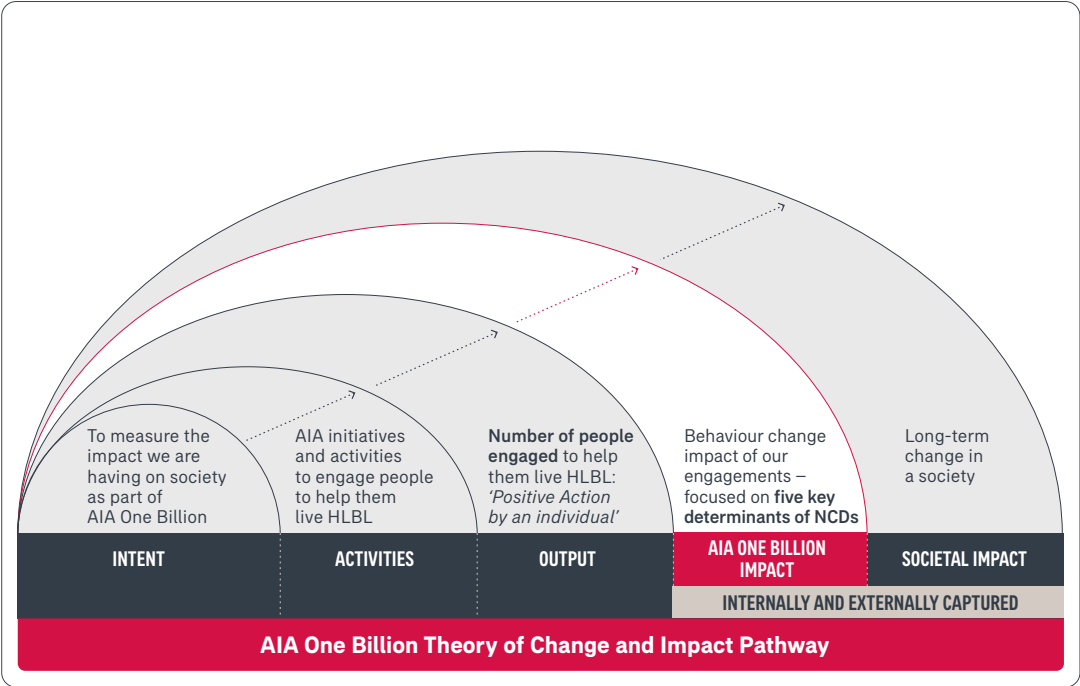 To measure the
impact we are
having on society
as part of
AIA One Billion
AIA initiatives
and activities
to engage people
to help them
live HLBL
Number of people
engaged to help
them live HLBL:
‘Positive Action
by an individual’
Behaviour change
impact of our
engagements –
focused on five key
determinants of NCDs
Long-term
change in
a society
INTENT
ACTIVITIES
OUTPUT
AIA ONE BILLION
IMPACT
SOCIETAL IMPACT
INTERNALLY AND EXTERNALLY CAPTURED
AIA One Billion Theory of Change and Impact Pathway